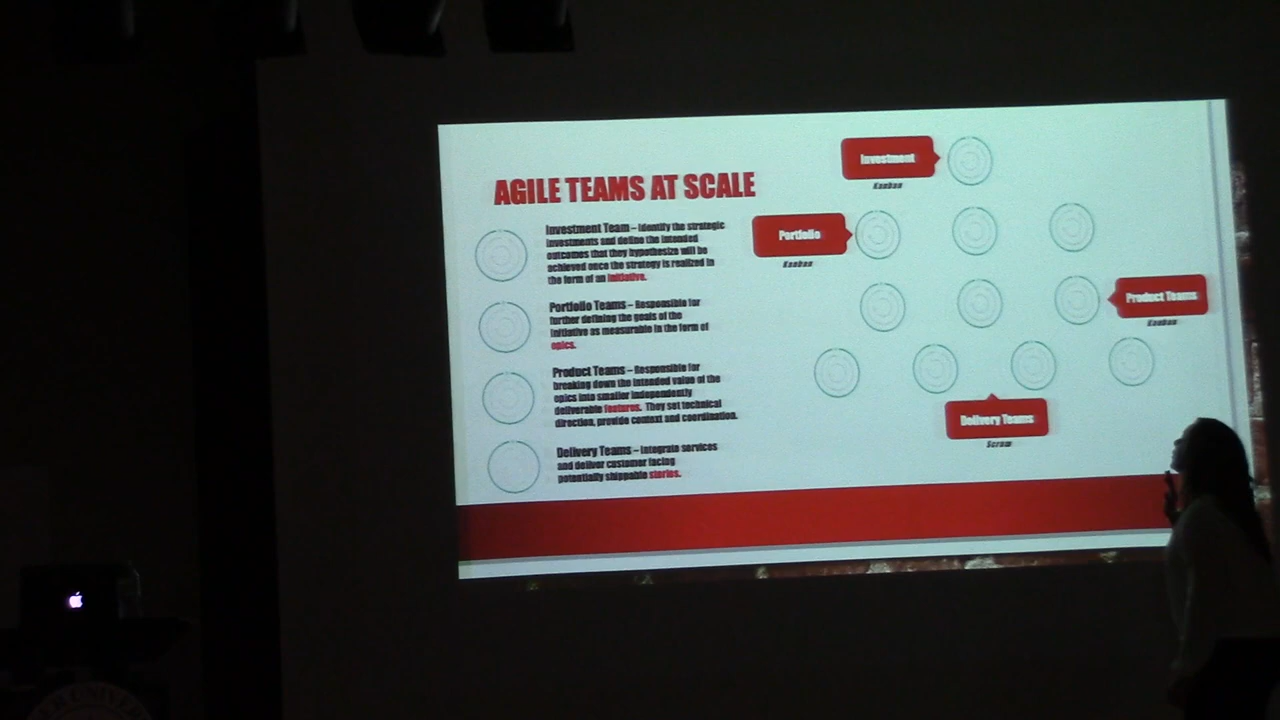 AGILE TEAMS AT SCALE
Investment Team – Identify the strategic
investments and define the intended
outcomes that they hypothesize will be
achieved once the strategy is realized in
the form of an initiative.
Portfolio Teams – Responsible for
further defining the goals of the
initiative as measurable in the form of
epics.
Product Teams – Responsible for
breaking down the intended value of the
epics into smaller independently
deliverable features. They set technical
direction, provide context and coordination.
Delivery Teams – Integrate services
and deliver customer facing
potentially shippable stories.
Investment
Kanban
Portfolio
Kanban
Product Teams
Kanban
Delivery Teams
Scrum